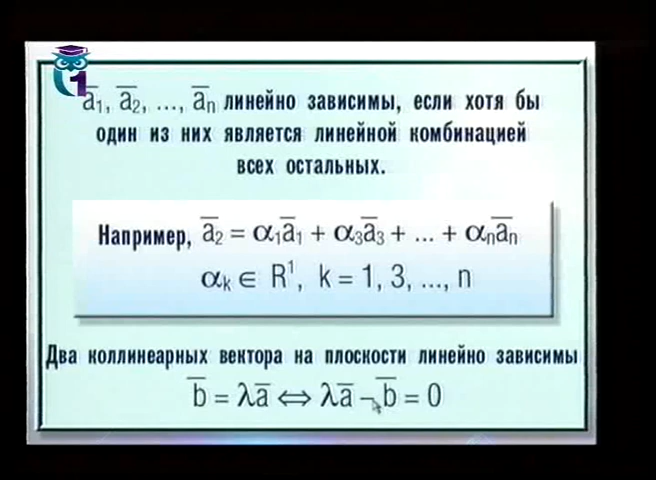 1
a̅₁, a̅₂, ..., a̅ₙ линейно зависимы, если хотя бы
один из них является линейной комбинацией
всех остальных.
Например, a̅₂ = α₁a̅₁ + α₃a̅₃ + ... + αₙa̅ₙ
αₖ ∈ R¹, k = 1, 3, ..., n
Два коллинеарных вектора на плоскости линейно зависимы
b̅ = λa̅ ⇔ λa̅ – b̅ = 0